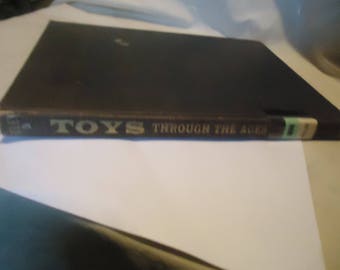 TOYS THROUGH THE AGES